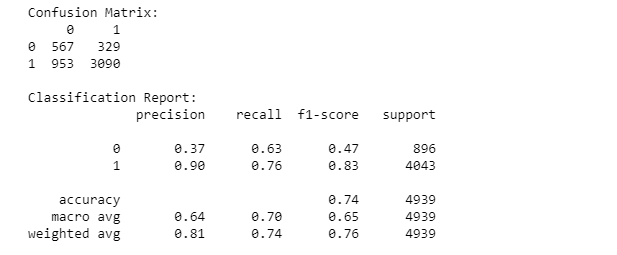 Confusion Matrix:
0 1
0 567 329
1 953 3090
Classification Report:
precision recall f1-score support
0 0.37 0.63 0.47 896
1 0.90 0.76 0.83 4043
accuracy 0.74 4939
macro avg 0.64 0.70 0.65 4939
weighted avg 0.81 0.74 0.76 4939